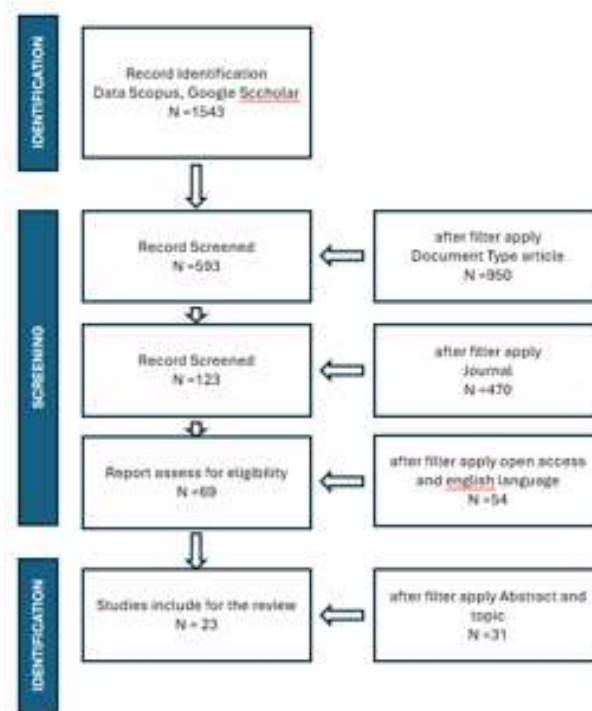 IDENTIFICATION
Record Identification
Data Scopus, Google Sccholar
N =1543
SCREENING
Record Screened
N =593
after filter apply
Document Type article
N =950
Record Screened
N =123
after filter apply
Journal
N =470
Report assess for eligibility
N =69
after filter apply open access
and english language
N =54
IDENTIFICATION
Studies include for the review
N = 23
after filter apply Abstract and
topic
N =31